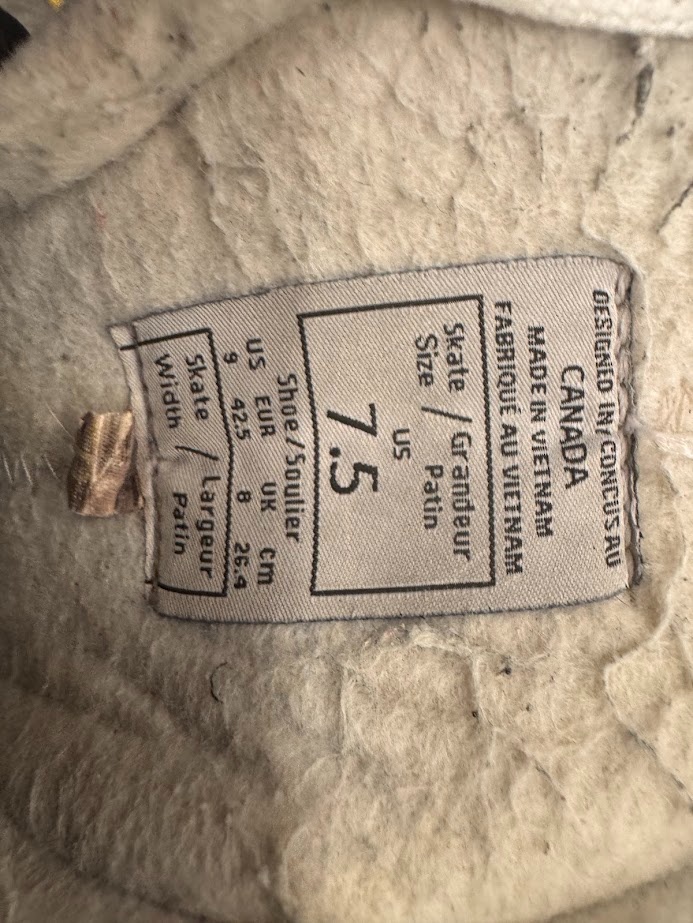 DESIGNED IN/CONCUS AU
CANADA
MADE IN VIETNAM
FABRIQUÉ AU VIETNAM
Skate / Grandeur
Size Patin
US
7.5
Shoe/Soulier
US EUR UK cm
9 42.5 8 26.4
Skate / Largeur
Width Patin